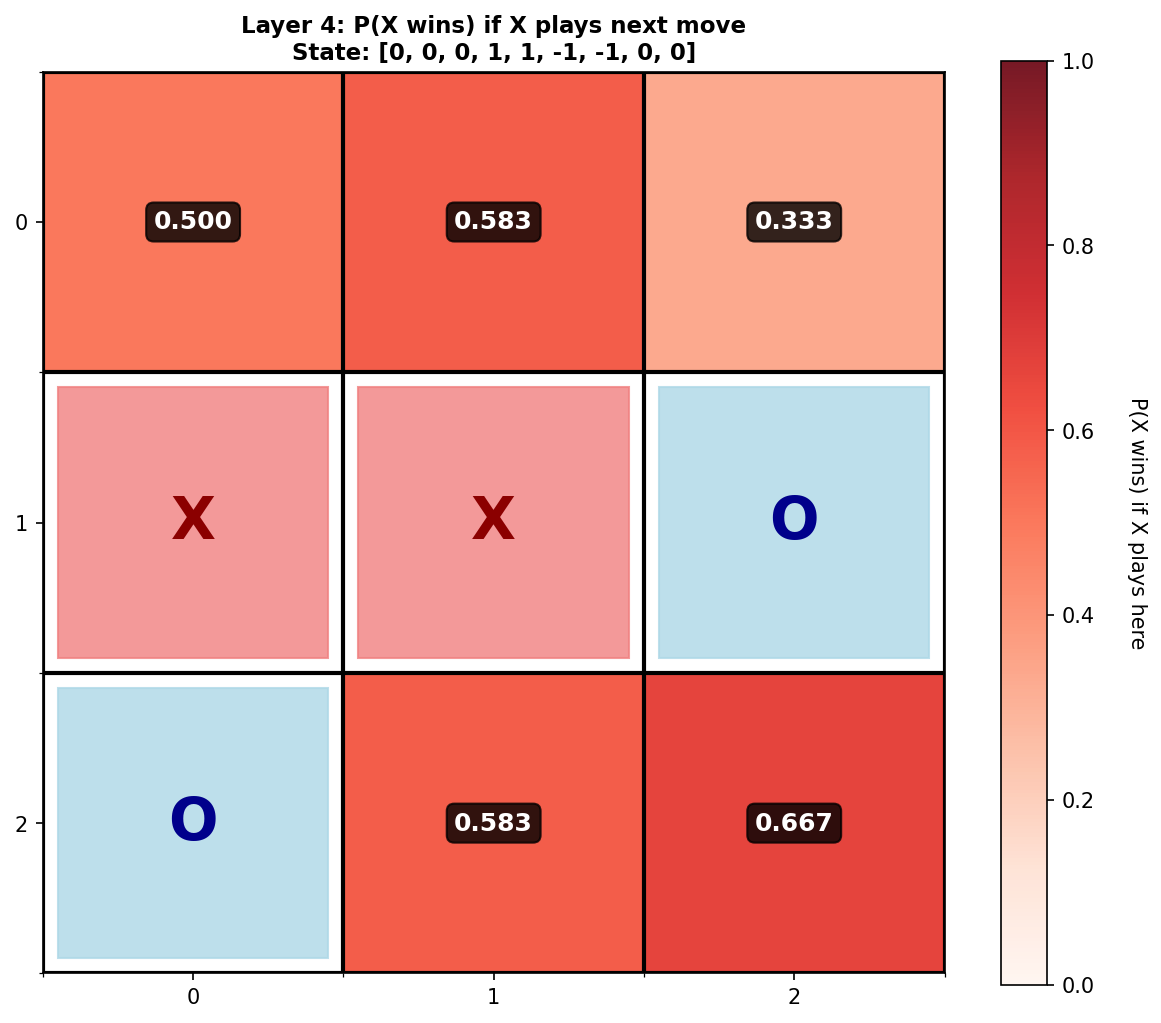 Layer 4: P(X wins) if X plays next move
State: [0, 0, 0, 1, 1, -1, -1, 0, 0]
0
0.500
0.583
0.333
1
X
X
O
2
O
0.583
0.667
0
1
2
1.0
0.8
0.6
0.4
0.2
0.0
P(X wins) if X plays here